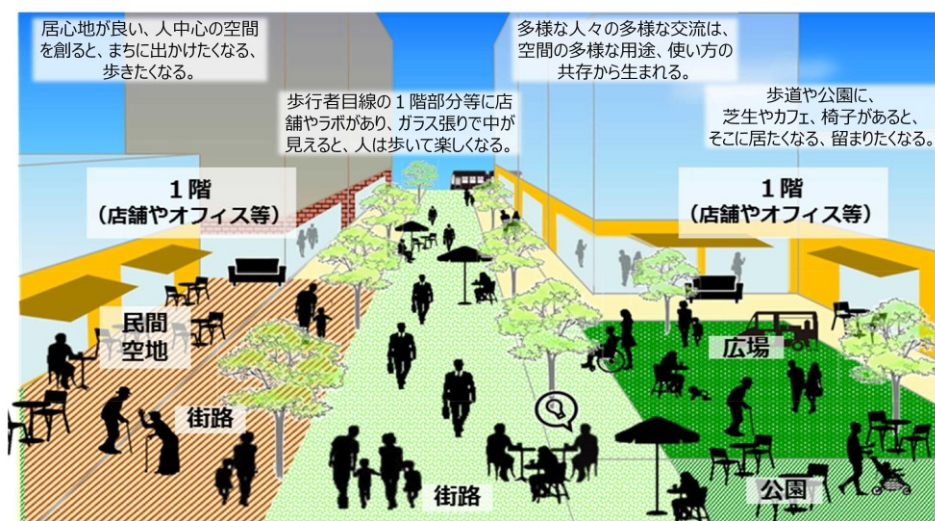 居心地が良い、人中心の空間
を創ると、まちに出かけたくなる、
歩きたくなる。
多様な人々の多様な交流は、
空間の多様な用途、使い方の
共存から生まれる。
歩行者目線の１階部分等に店
舗やラボがあり、ガラス張りで中が
見えると、人は歩いて楽しくなる。
歩道や公園に、
芝生やカフェ、椅子があると、
そこに居たくなる、留まりたくなる。
１階
（店舗やオフィス等）
１階
（店舗やオフィス等）
民間
空地
広場
街路
街路
公園